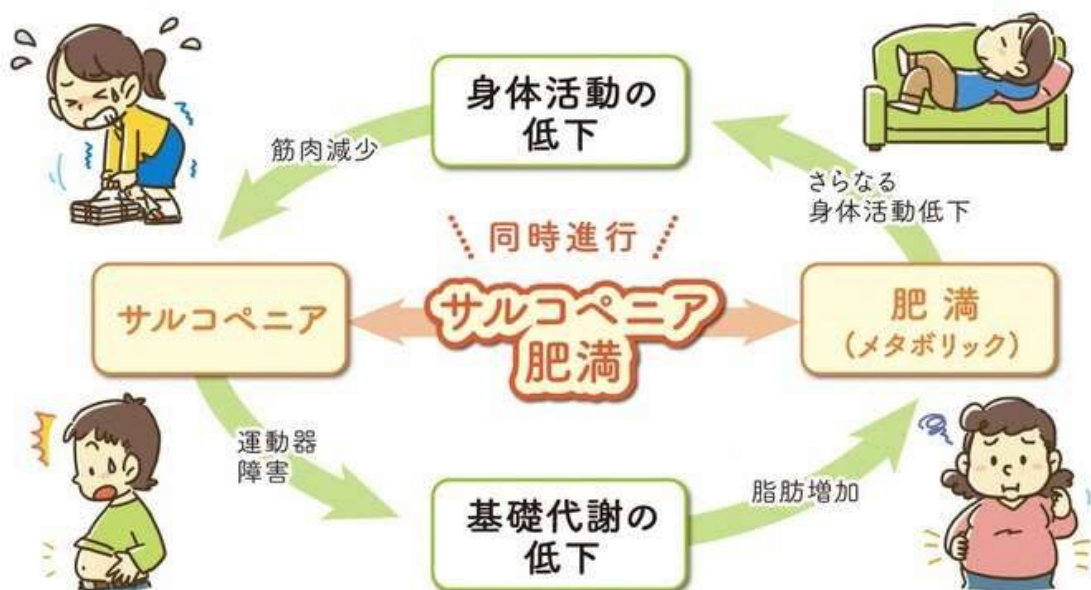 身体活動の
低下
筋肉減少
さらなる
身体活動低下
同時進行
サルコペニア
サルコペニア
肥満
肥満
(メタボリック)
運動器
障害
脂肪増加
基礎代謝の
低下